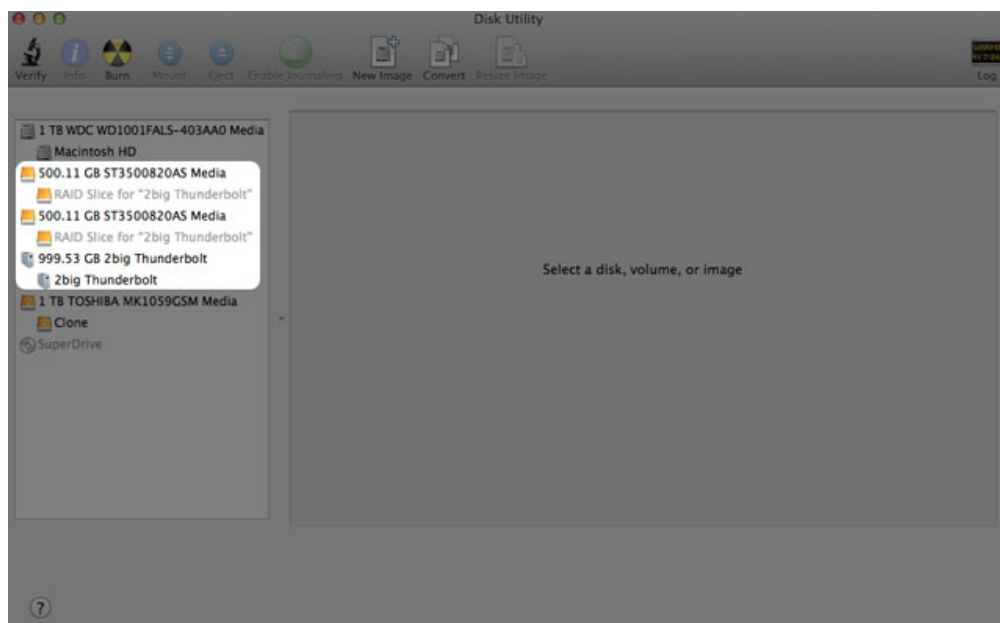 Disk Utility
Verify Info Burn Mount Eject Enable Journaling New Image Convert Resize Image Log
1 TB WDC WD1001FALS-403AA0 Media
Macintosh HD
500.11 GB ST3500820AS Media
RAID Slice for "2big Thunderbolt"
500.11 GB ST3500820AS Media
RAID Slice for "2big Thunderbolt"
999.53 GB 2big Thunderbolt
2big Thunderbolt
1 TB TOSHIBA MK1059GSM Media
Clone
SuperDrive
Select a disk, volume, or image
?